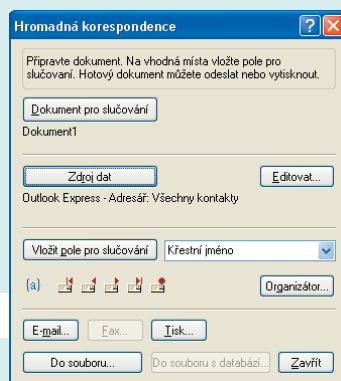 Hromadná korespondence
Připravte dokument. Na vhodná místa vložte pole pro
slučovaní. Hotový dokument můžete odeslat nebo vytisknout.
Dokument pro slučování
Dokument1
Zdroj dat Editovat...
Outlook Express - Adresář: Všechny kontakty
Vložit pole pro slučování Křestní jméno
{a} Organizátor...
E-mail... Fax... Tisk...
Do souboru... Do souboru s databází... Zavřít